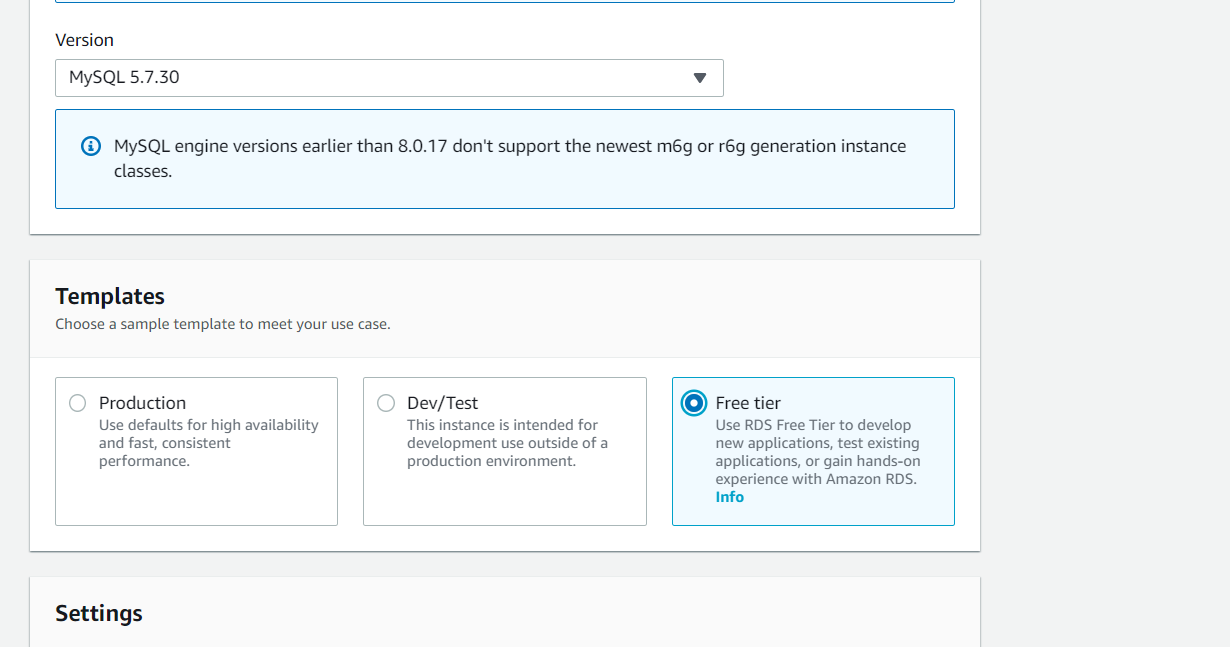 Version
MySQL 5.7.30
MySQL engine versions earlier than 8.0.17 don't support the newest m6g or r6g generation instance
classes.
Templates
Choose a sample template to meet your use case.
Production
Use defaults for high availability
and fast, consistent
performance.
Dev/Test
This instance is intended for
development use outside of a
production environment.
Free tier
Use RDS Free Tier to develop
new applications, test existing
applications, or gain hands-on
experience with Amazon RDS.
Info
Settings